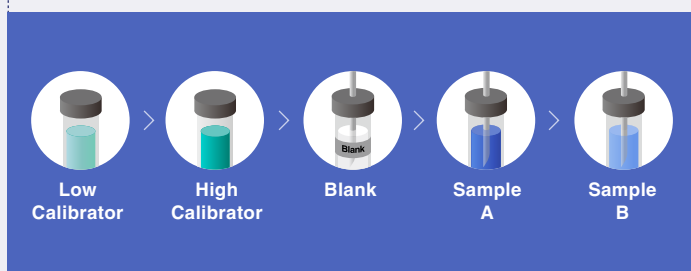 Blank
Low
Calibrator
High
Calibrator
Blank
Sample
A
Sample
B